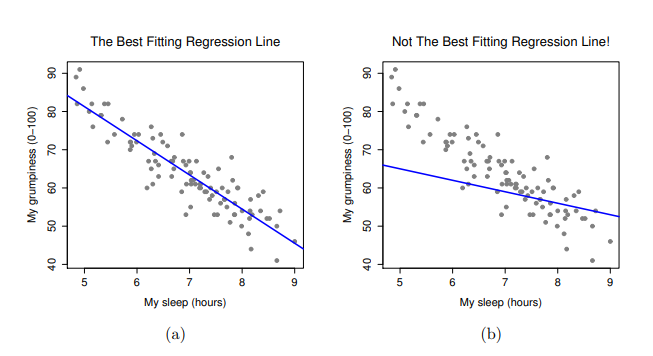 The Best Fitting Regression Line
My grumpiness (0−100)
90
80
70
60
50
40
5 6 7 8 9
My sleep (hours)
(a)
Not The Best Fitting Regression Line!
My grumpiness (0−100)
90
80
70
60
50
40
5 6 7 8 9
My sleep (hours)
(b)